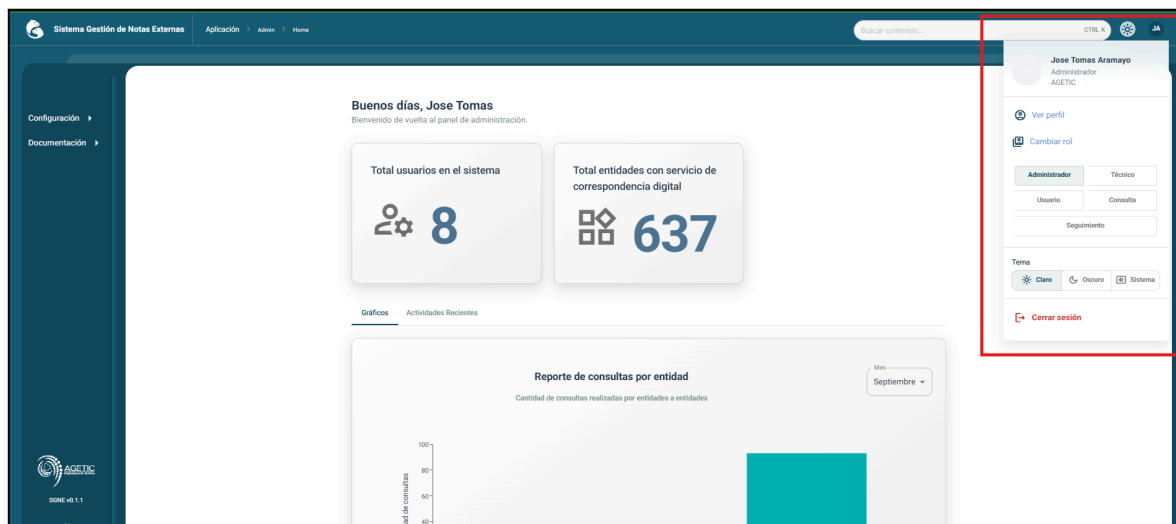 Sistema Gestión de Notas Externas
Aplicación > Admin > Home
Buscar contenido...
CTRL K
JA
Jose Tomas Aramayo
Administrador
AGETIC
Ver perfil
Cambiar rol
Administrador
Técnico
Usuario
Consulta
Seguimiento
Tema
Claro
Oscuro
Sistema
Cerrar sesión
Configuración
Documentación
Buenos días, Jose Tomas
Bienvenido de vuelta al panel de administración.
Total usuarios en el sistema
8
Total entidades con servicio de
correspondencia digital
637
Gráficos
Actividades Recientes
Reporte de consultas por entidad
Cantidad de consultas realizadas por entidades a entidades
Mes
Septiembre
100
80
60
40
ad de consultas
AGETIC
SGNE v0.1.1